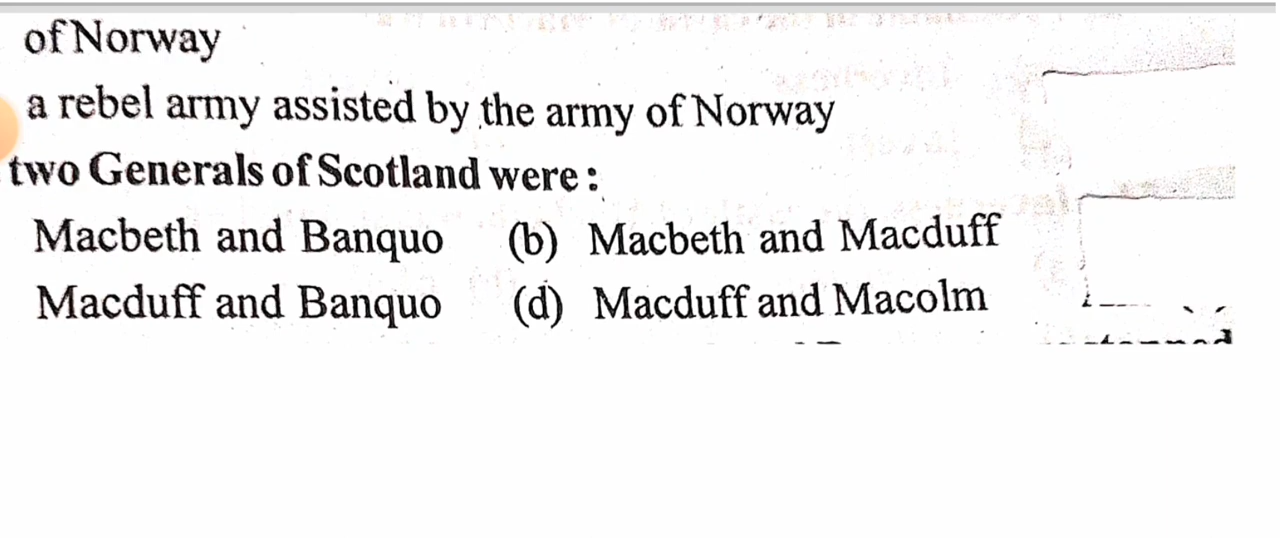 of Norway
a rebel army assisted by the army of Norway
two Generals of Scotland were :
Macbeth and Banquo (b) Macbeth and Macduff
Macduff and Banquo (d) Macduff and Macolm